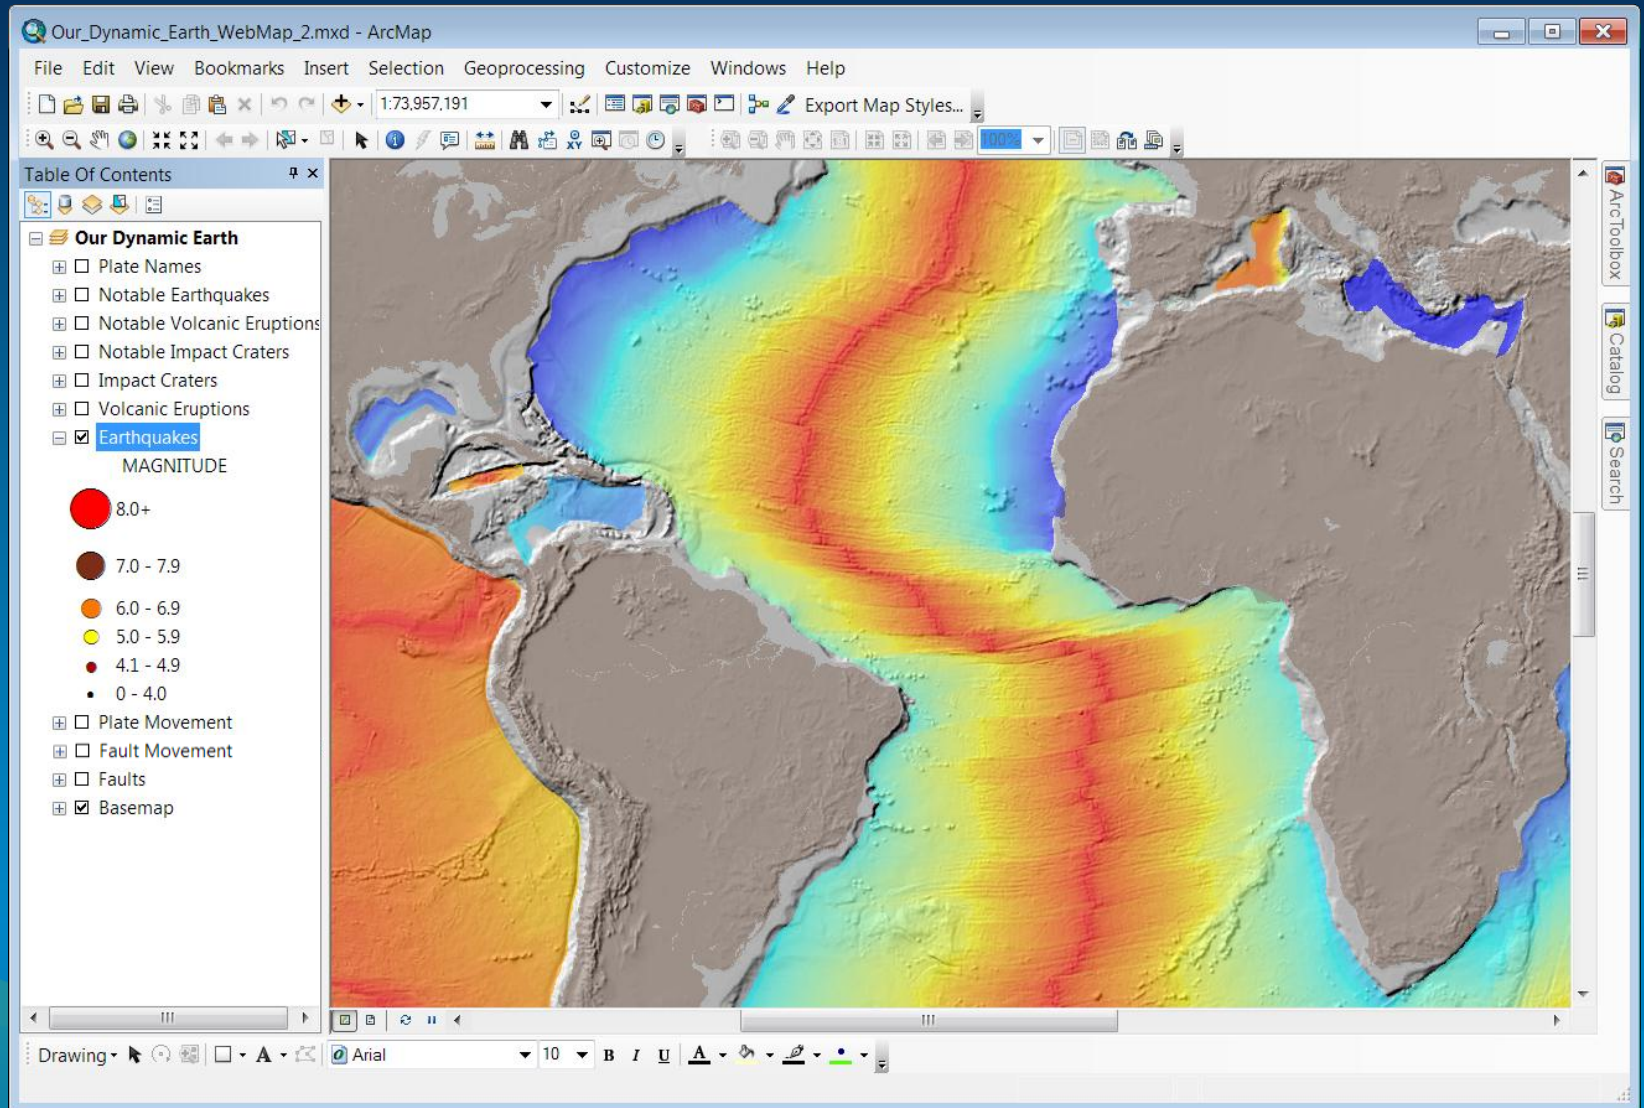 Our_Dynamic_Earth_WebMap_2.mxd - ArcMap
File Edit View Bookmarks Insert Selection Geoprocessing Customize Windows Help
1:73,957,191 Export Map Styles...
100%
Table Of Contents
Our Dynamic Earth
Plate Names
Notable Earthquakes
Notable Volcanic Eruptions
Notable Impact Craters
Impact Craters
Volcanic Eruptions
Earthquakes
MAGNITUDE
8.0+
7.0 - 7.9
6.0 - 6.9
5.0 - 5.9
4.1 - 4.9
0 - 4.0
Plate Movement
Fault Movement
Faults
Basemap
ArcToolbox
Catalog
Search
Drawing A Arial 10 B I U A